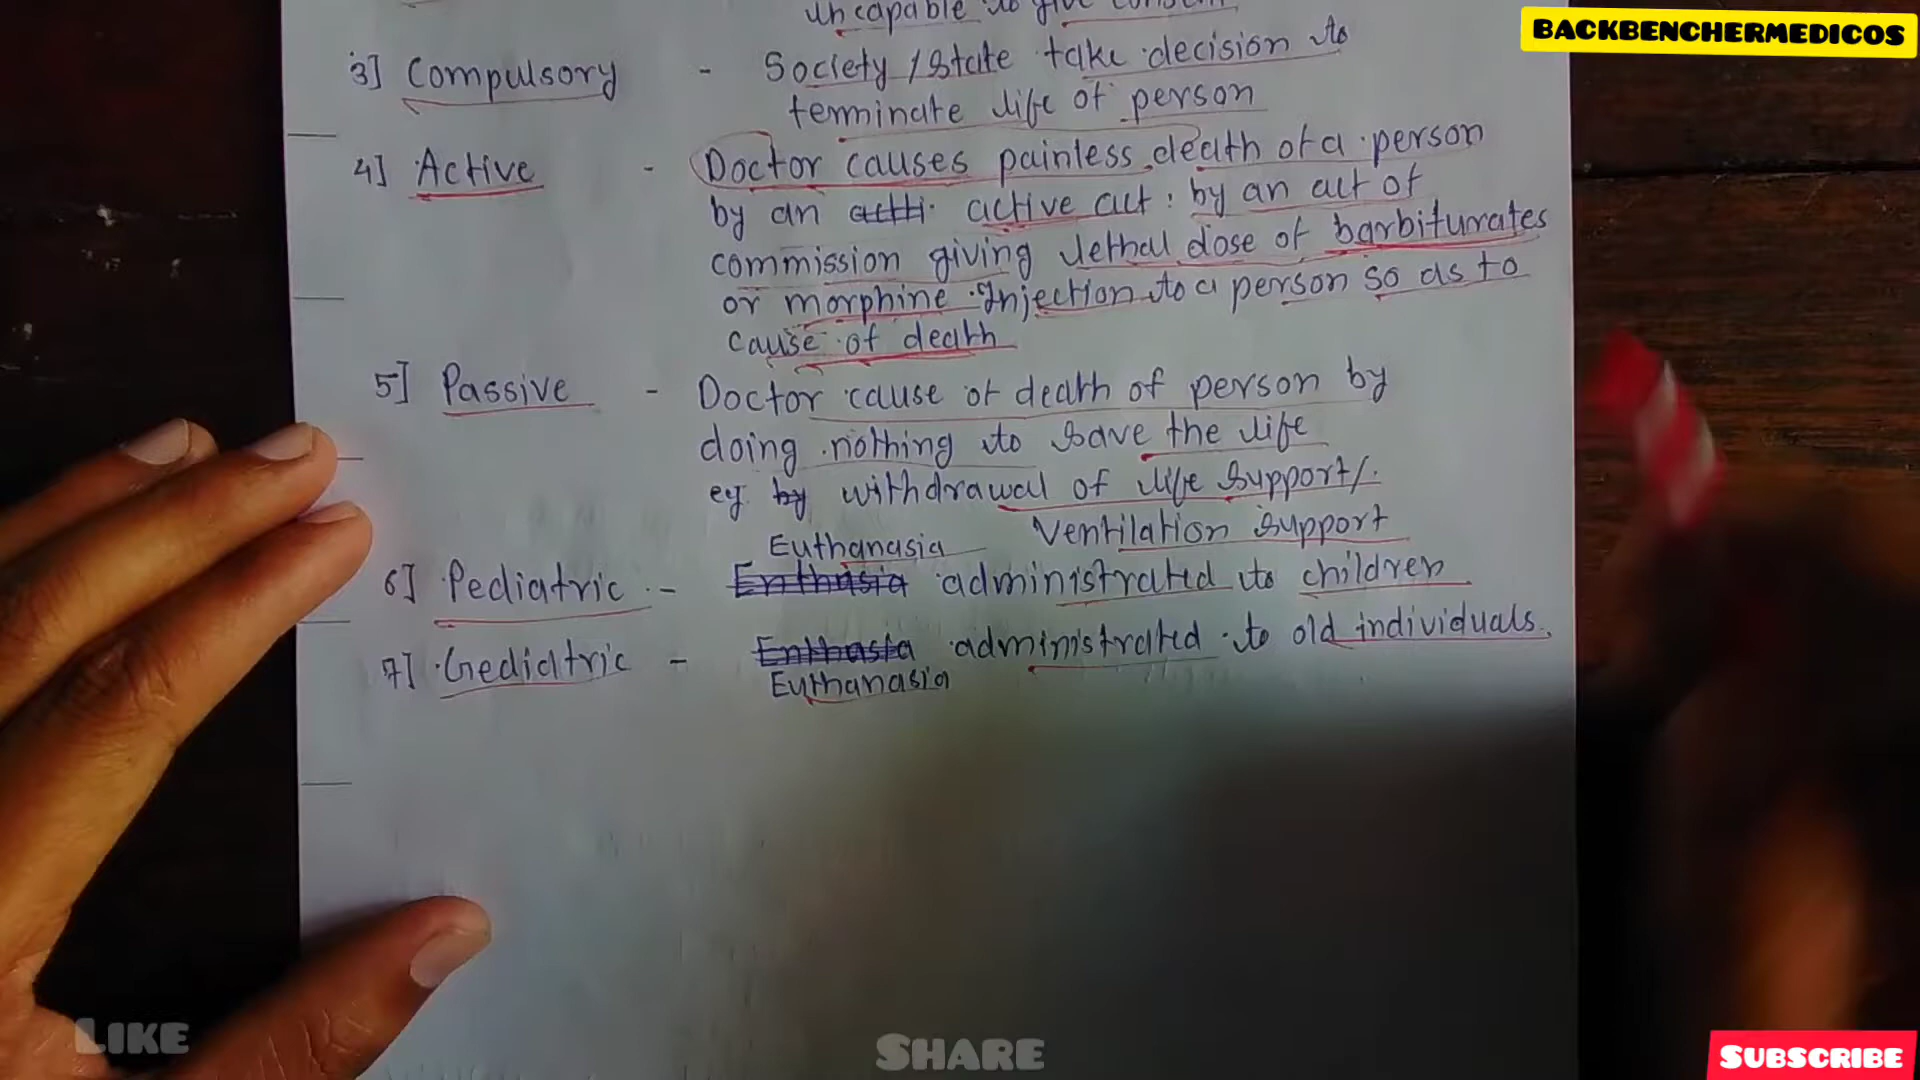 uncapable to give consent
BACKBENCHERMEDICOS
3] Compulsory - Society / State take decision to
terminate life of person
4] Active - Doctor causes painless death of a person
by an acti active act : by an act of
commission giving lethal dose of barbiturates
or morphine Injection to a person so as to
cause of death
5] Passive - Doctor cause of death of person by
doing nothing to save the life
eg by withdrawal of life support/
Ventilation support
Euthanasia
6] Pediatric - Enthasia administrated to children
7] Gediatric - Enthasia administrated to old individuals.
Euthanasia
LIKE
SHARE
SUBSCRIBE